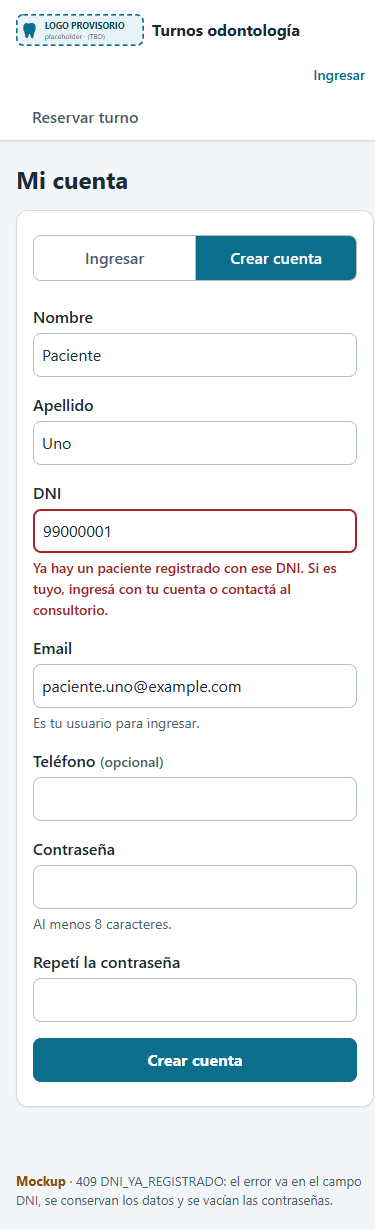 LOGO PROVISORIO
placeholder · (TBD)
Turnos odontología
Ingresar
Reservar turno
Mi cuenta
Ingresar
Crear cuenta
Nombre
Paciente
Apellido
Uno
DNI
99000001
Ya hay un paciente registrado con ese DNI. Si es
tuyo, ingresá con tu cuenta o contactá al
consultorio.
Email
paciente.uno@example.com
Es tu usuario para ingresar.
Teléfono (opcional)
Contraseña
Al menos 8 caracteres.
Repetí la contraseña
Crear cuenta
Mockup · 409 DNI_YA_REGISTRADO: el error va en el campo
DNI, se conservan los datos y se vacían las contraseñas.